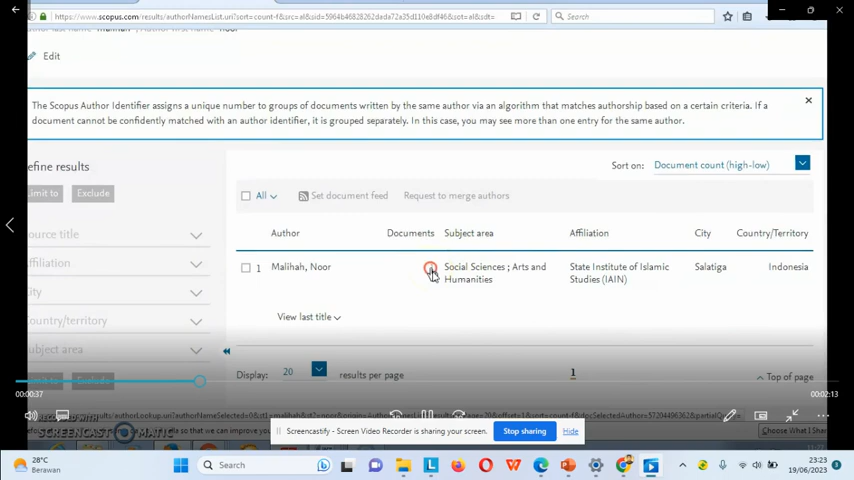 https://www.scopus.com/results/authorNamesList.uri?sort=count-f&src=al&sid=5964b46828262dada72a35d110e8df46&sot=al&sdt=
Search
Edit
The Scopus Author Identifier assigns a unique number to groups of documents written by the same author via an algorithm that matches authorship based on a certain criteria. If a
document cannot be confidently matched with an author identifier, it is grouped separately. In this case, you may see more than one entry for the same author.
efine results
imit to Exclude
Sort on: Document count (high-low)
All Set document feed Request to merge authors
ource title
Author Documents Subject area Affiliation City Country/Territory
ffiliation
1 Malihah, Noor Social Sciences ; Arts and Humanities State Institute of Islamic Studies (IAIN) Salatiga Indonesia
ity
ountry/territory
View last title
ubject area
Display: 20 results per page 1 Top of page
imit to Exclude
00:00:37 00:02:13
RECORDED WITH
SCREENCAST MATIC
Screencastify - Screen Video Recorder is sharing your screen. Stop sharing Hide
28°C
Berawan
Search
23:23
19/06/2023